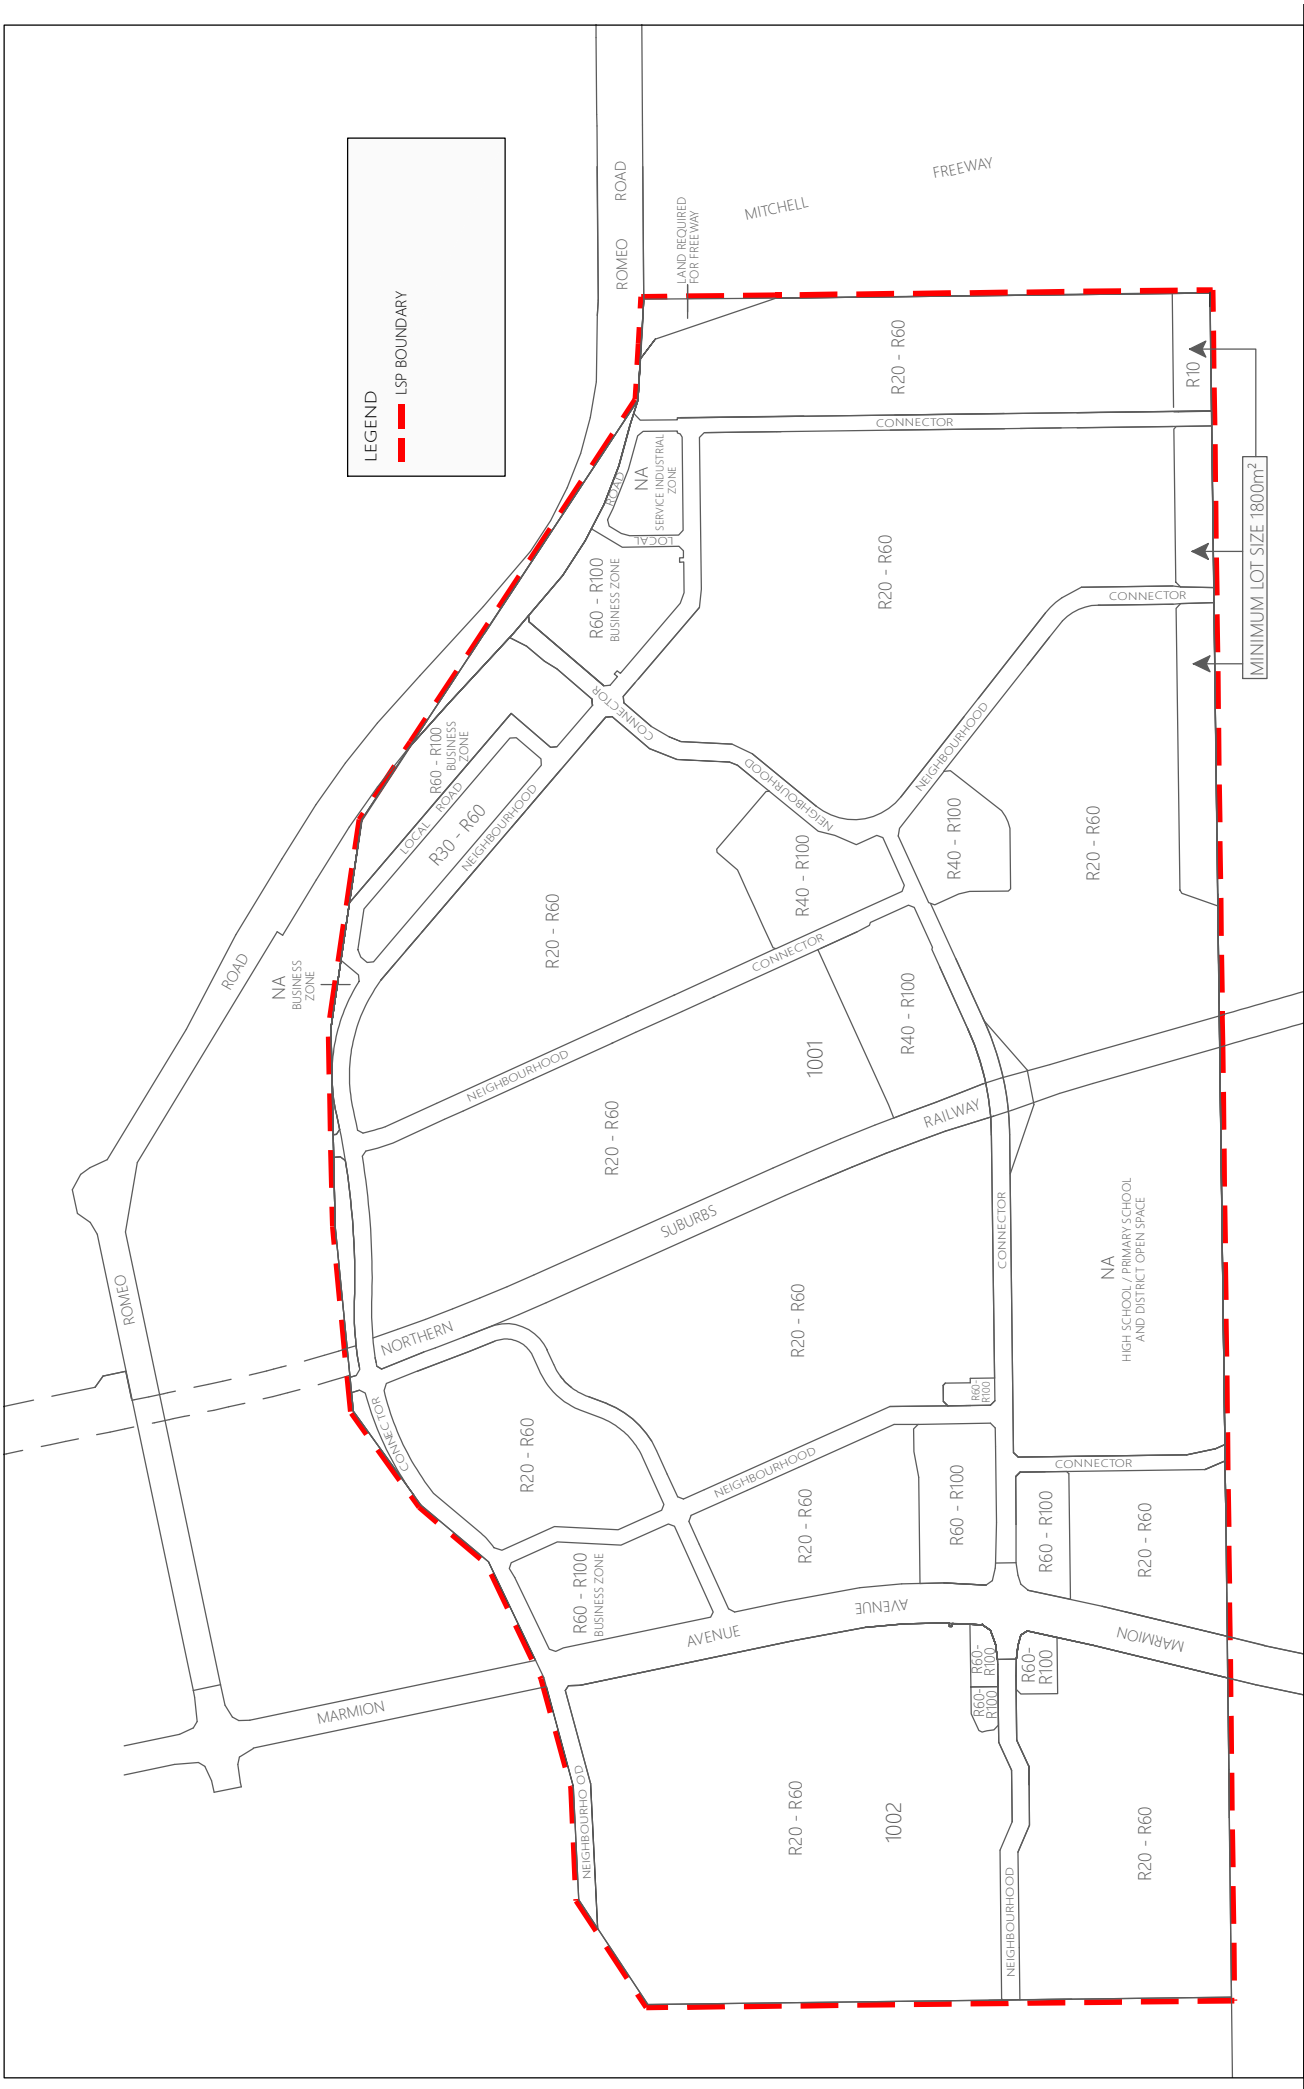 LEGEND
LSP BOUNDARY
ROMEO ROAD
LAND REQUIRED
FOR FREEWAY
MITCHELL
FREEWAY
R20 - R60
R10
CONNECTOR
MINIMUM LOT SIZE 1800m²
NA
SERVICE INDUSTRIAL
ZONE
ROAD
LOCAL
R60 - R100
BUSINESS ZONE
R20 - R60
CONNECTOR
CONNECTOR
NEIGHBOURHOOD
NEIGHBOURHOOD
R60 - R100
BUSINESS
ZONE
LOCAL ROAD
R30 - R60
NEIGHBOURHOOD
R40 - R100
R40 - R100
R20 - R60
R20 - R60
CONNECTOR
NEIGHBOURHOOD
ROAD
NA
BUSINESS
ZONE
R40 - R100
1001
R20 - R60
RAILWAY
SUBURBS
NORTHERN
CONNECTOR
NA
HIGH SCHOOL / PRIMARY SCHOOL
AND DISTRICT OPEN SPACE
ROMEO
R20 - R60
R60-
R100
CONNECTOR
R20 - R60
NEIGHBOURHOOD
CONNECTOR
R20 - R60
R60 - R100
R60 - R100
R20 - R60
R60 - R100
BUSINESS ZONE
AVENUE
AVENUE
MARMION
MARMION
R60-
R100
R60-
R100
R60-
R100
NEIGHBOURHO OD
R20 - R60
1002
R20 - R60
NEIGHBOURHOOD